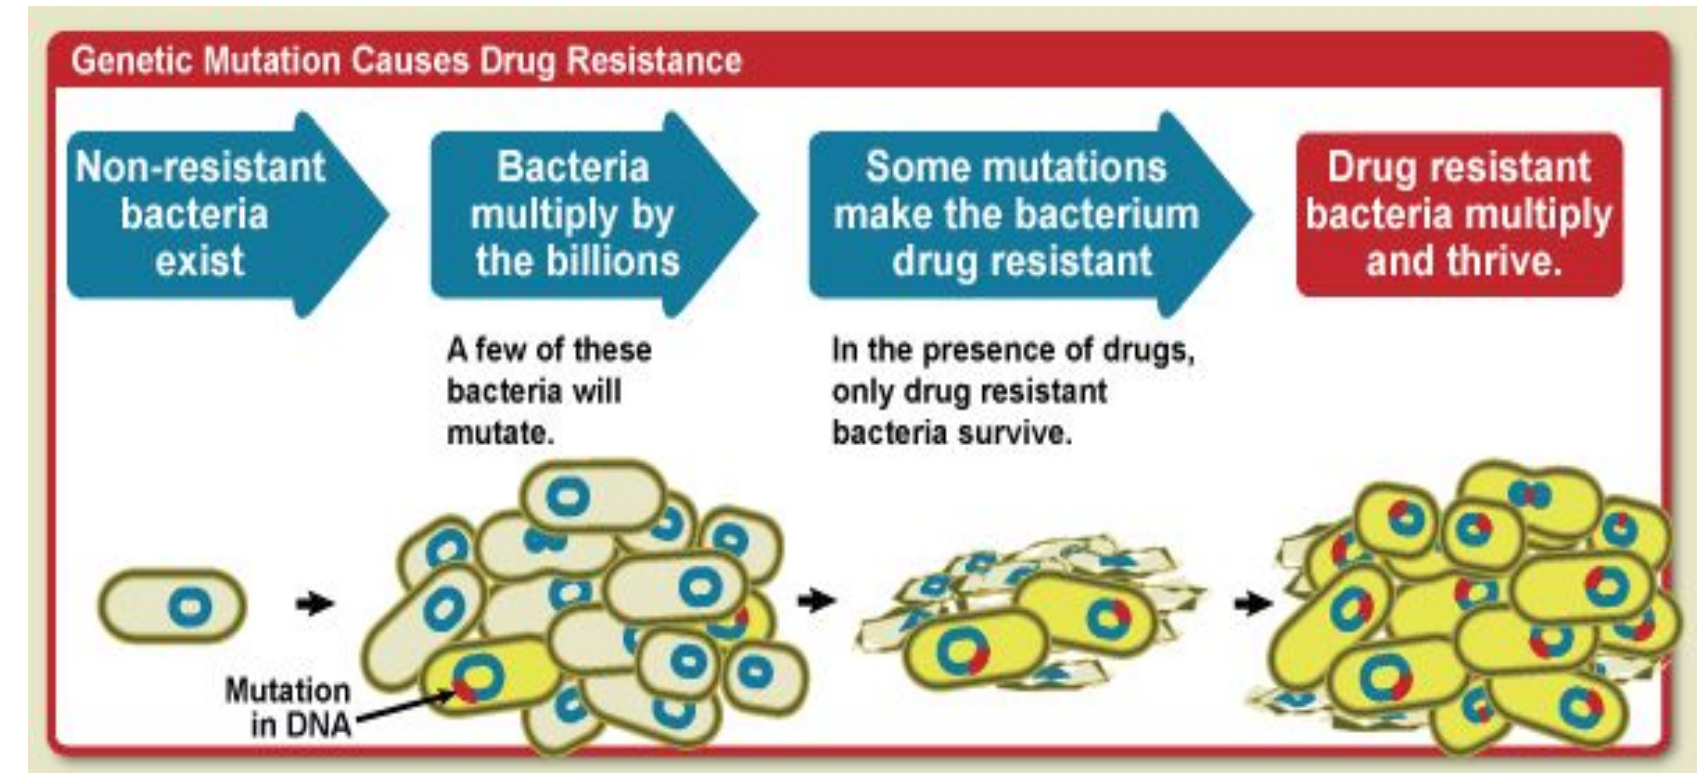 Genetic Mutation Causes Drug Resistance
Non-resistant
bacteria
exist
Bacteria
multiply by
the billions
Some mutations
make the bacterium
drug resistant
Drug resistant
bacteria multiply
and thrive.
A few of these
bacteria will
mutate.
In the presence of drugs,
only drug resistant
bacteria survive.
Mutation
in DNA